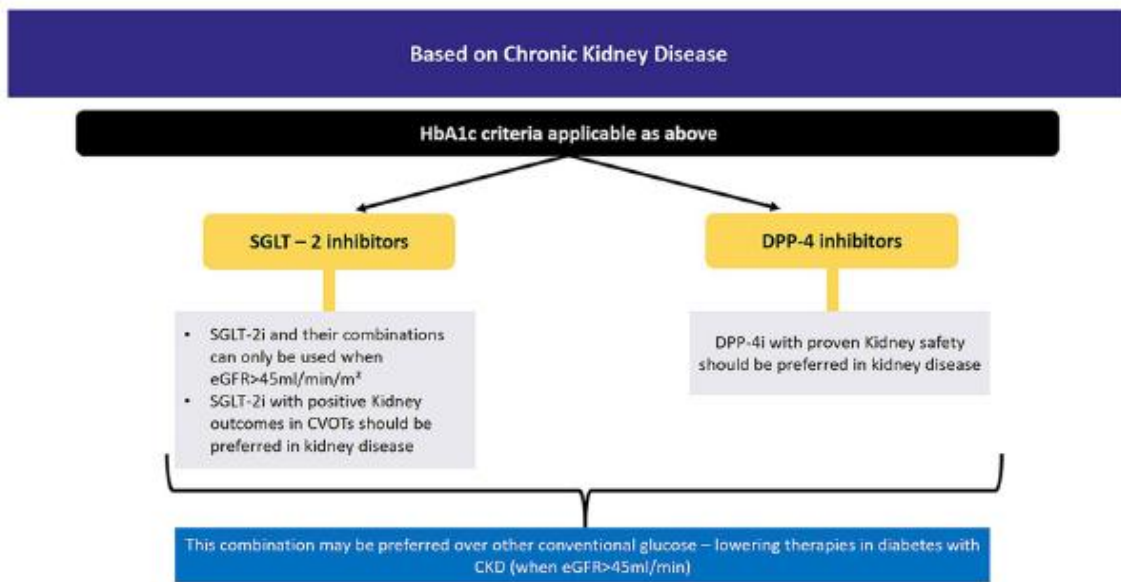 Based on Chronic Kidney Disease
HbA1c criteria applicable as above
SGLT – 2 inhibitors
• SGLT-2i and their combinations
can only be used when
eGFR>45ml/min/m²
• SGLT-2i with positive Kidney
outcomes in CVOTs should be
preferred in kidney disease
DPP-4 inhibitors
DPP-4i with proven Kidney safety
should be preferred in kidney disease
This combination may be preferred over other conventional glucose – lowering therapies in diabetes with
CKD (when eGFR>45ml/min)